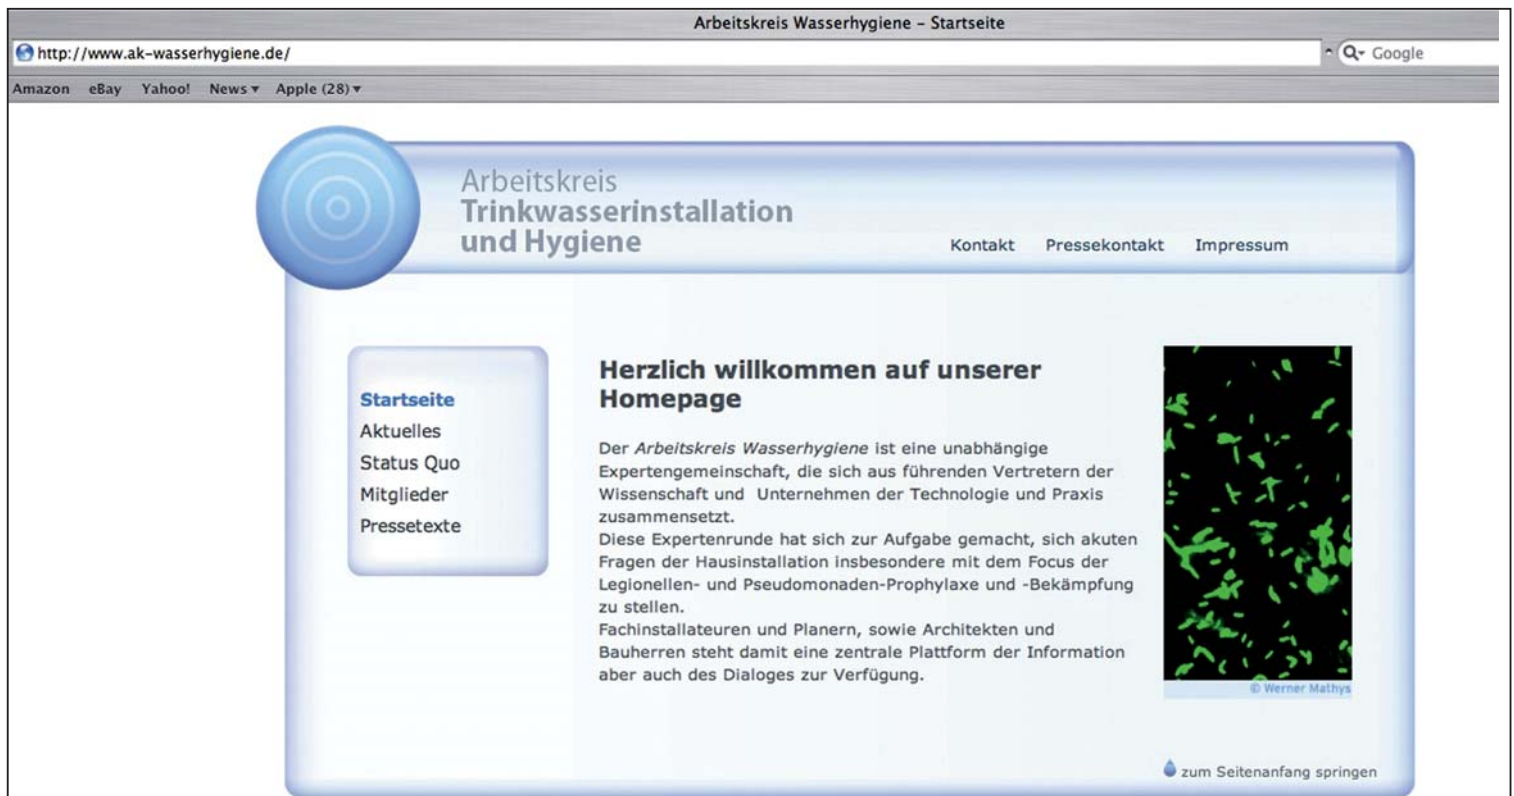 Arbeitskreis Wasserhygiene – Startseite
http://www.ak-wasserhygiene.de/
Google
Amazon eBay Yahoo! News Apple (28)
Arbeitskreis
Trinkwasserinstallation
und Hygiene
Kontakt Pressekontakt Impressum
Startseite
Aktuelles
Status Quo
Mitglieder
Pressetexte
Herzlich willkommen auf unserer
Homepage
Der Arbeitskreis Wasserhygiene ist eine unabhängige
Expertengemeinschaft, die sich aus führenden Vertretern der
Wissenschaft und Unternehmen der Technologie und Praxis
zusammensetzt.
Diese Expertenrunde hat sich zur Aufgabe gemacht, sich akuten
Fragen der Hausinstallation insbesondere mit dem Focus der
Legionellen- und Pseudomonaden-Prophylaxe und -Bekämpfung
zu stellen.
Fachinstallateuren und Planern, sowie Architekten und
Bauherren steht damit eine zentrale Plattform der Information
aber auch des Dialoges zur Verfügung.
© Werner Mathys
zum Seitenanfang springen